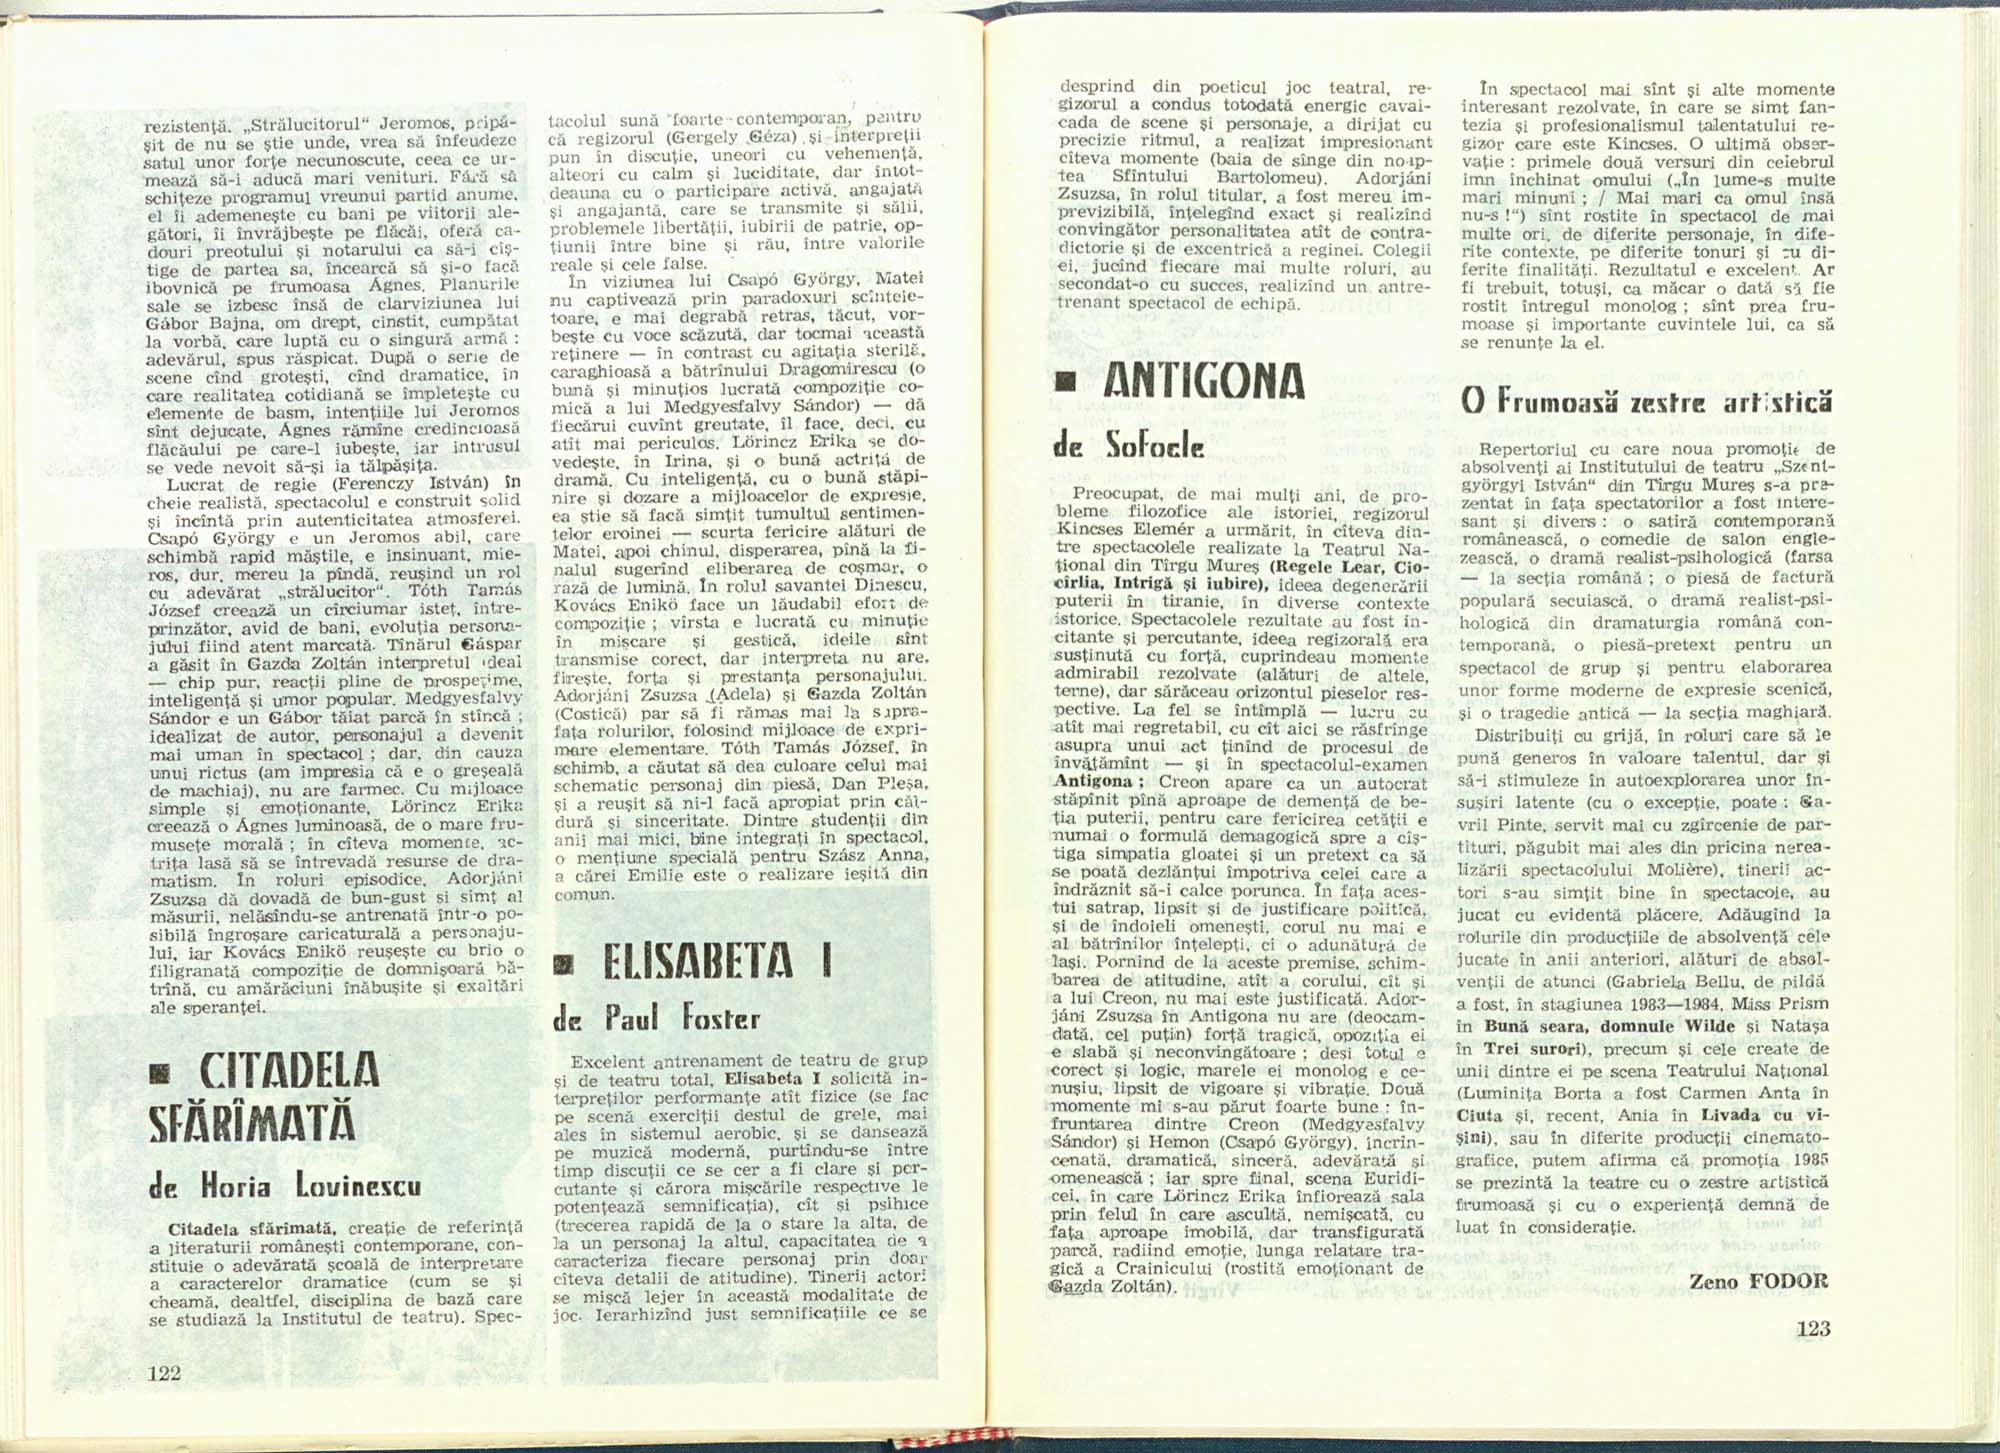 rezistență. „Strălucitorul“ Jeromos, pripă-
șit de nu se știe unde, vrea să înfeudeze
satul unor forțe necunoscute, ceea ce ur-
mează să-i aducă mari venituri. Fără să
schițeze programul vreunui partid anume,
el îi ademenește cu bani pe viitorii ale-
gători, îi învrăjbește pe flăcăi, oferă ca-
douri preotului și notarului ca să-i cîș-
tige de partea sa, încearcă să și-o facă
ibovnică pe frumoasa Ágnes. Planurile
sale se izbesc însă de clarviziunea lui
Gábor Bajna, om drept, cinstit, cumpătat
la vorbă, care luptă cu o singură armă :
adevărul, spus răspicat. După o serie de
scene cînd grotești, cînd dramatice, în
care realitatea cotidiană se împletește cu
elemente de basm, intențiile lui Jeromos
sînt dejucate, Ágnes rămîne credincioasă
flăcăului pe care-l iubește, iar intrusul
se vede nevoit să-și ia tălpășița.
Lucrat de regie (Ferenczy István) în
cheie realistă, spectacolul e construit solid
și încîntă prin autenticitatea atmosferei.
Csapó György e un Jeromos abil, care
schimbă rapid măștile, e insinuant, mie-
ros, dur, mereu la pîndă, reușind un rol
cu adevărat „strălucitor“. Tóth Tamás
József creează un cîrciumar isteț, între-
prinzător, avid de bani, evoluția persona-
jului fiind atent marcată. Tînărul Gáspar
a găsit în Gazda Zoltán interpretul ideal
— chip pur, reacții pline de prospețime,
inteligență și umor popular. Medgyesfalvy
Sándor e un Gábor tăiat parcă în stîncă ;
idealizat de autor, personajul a devenit
mai uman în spectacol ; dar, din cauza
unui rictus (am impresia că e o greșeală
de machiaj), nu are farmec. Cu mijloace
simple și emoționante, Lörincz Erika
creează o Ágnes luminoasă, de o mare fru-
musețe morală ; în cîteva momente, ac-
trița lasă să se întrevadă resurse de dra-
matism. În roluri episodice, Adorjáni
Zsuzsa dă dovadă de bun-gust și simț al
măsurii, nelăsîndu-se antrenată într-o po-
sibilă îngroșare caricaturală a personaju-
lui, iar Kovács Enikö reușește cu brio o
filigranată compoziție de domnișoară bă-
trînă, cu amărăciuni înăbușite și exaltări
ale speranței.
■ CITADELA
SFĂRÎMATĂ
de Horia Lovinescu
Citadela sfărîmată, creație de referință
a literaturii românești contemporane, con-
stituie o adevărată școală de interpretare
a caracterelor dramatice (cum se și
cheamă, dealtfel, disciplina de bază care
se studiază la Institutul de teatru). Spec-
122
tacolul sună foarte contemporan, pentru
că regizorul (Gergely Géza) și interpreții
pun în discuție, uneori cu vehemență,
alteori cu calm și luciditate, dar întot-
deauna cu o participare activă, angajată
și angajantă, care se transmite și sălii,
problemele libertății, iubirii de patrie, op-
țiunii între bine și rău, între valorile
reale și cele false.
În viziunea lui Csapó György, Matei
nu captivează prin paradoxuri scînteie-
toare, e mai degrabă retras, tăcut, vor-
bește cu voce scăzută, dar tocmai această
reținere — în contrast cu agitația sterilă,
caraghioasă a bătrînului Dragomirescu (o
bună și minuțios lucrată compoziție co-
mică a lui Medgyesfalvy Sándor) — dă
fiecărui cuvînt greutate, îl face, deci, cu
atît mai periculos. Lörincz Erika se do-
vedește, în Irina, și o bună actriță de
dramă. Cu inteligență, cu o bună stăpî-
nire și dozare a mijloacelor de expresie,
ea știe să facă simțit tumultul sentimen-
telor eroinei — scurta fericire alături de
Matei, apoi chinul, disperarea, pînă la fi-
nalul sugerînd eliberarea de coșmar, o
rază de lumină. În rolul savantei Dinescu,
Kovács Enikö face un lăudabil efort de
compoziție ; vîrsta e lucrată cu minuție
în mișcare și gestică, ideile sînt
transmise corect, dar interpreta nu are,
firește, forța și prestanța personajului.
Adorjáni Zsuzsa (Adela) și Gazda Zoltán
(Costică) par să fi rămas mai la supra-
fața rolurilor, folosind mijloace de expri-
mare elementare. Tóth Tamás József, în
schimb, a căutat să dea culoare celui mai
schematic personaj din piesă, Dan Pleșa,
și a reușit să ni-l facă apropiat prin căl-
dură și sinceritate. Dintre studenții din
anii mai mici, bine integrați în spectacol,
o mențiune specială pentru Szász Anna,
a cărei Emilie este o realizare ieșită din
comun.
■ ELISABETA I
de Paul Foster
Excelent antrenament de teatru de grup
și de teatru total, Elisabeta I solicită in-
terpreților performanțe atît fizice (se fac
pe scenă exerciții destul de grele, mai
ales în sistemul aerobic, și se dansează
pe muzică modernă, purtîndu-se între
timp discuții ce se cer a fi clare și per-
cutante și cărora mișcările respective le
potențează semnificația), cît și psihice
(trecerea rapidă de la o stare la alta, de
la un personaj la altul, capacitatea de a
caracteriza fiecare personaj prin doar
cîteva detalii de atitudine). Tinerii actori
se mișcă lejer în această modalitate de
joc. Ierarhizînd just semnificațiile ce se
desprind din poeticul joc teatral, re-
gizorul a condus totodată energic caval-
cada de scene și personaje, a dirijat cu
precizie ritmul, a realizat impresionant
cîteva momente (baia de sînge din noap-
tea Sfîntului Bartolomeu). Adorjáni
Zsuzsa, în rolul titular, a fost mereu im-
previzibilă, înțelegînd exact și realizînd
convingător personalitatea atît de contra-
dictorie și de excentrică a reginei. Colegii
ei, jucînd fiecare mai multe roluri, au
secondat-o cu succes, realizînd un antre-
trenant spectacol de echipă.
■ ANTIGONA
de Sofocle
Preocupat, de mai mulți ani, de pro-
bleme filozofice ale istoriei, regizorul
Kincses Elemér a urmărit, în cîteva din-
tre spectacolele realizate la Teatrul Na-
țional din Tîrgu Mureș (Regele Lear, Cio-
cîrlia, Intrigă și iubire), ideea degenerării
puterii în tiranie, în diverse contexte
istorice. Spectacolele rezultate au fost in-
citante și percutante, ideea regizorală era
susținută cu forță, cuprindeau momente
admirabil rezolvate (alături de altele,
terne), dar sărăceau orizontul pieselor res-
pective. La fel se întîmplă — lucru cu
atît mai regretabil, cu cît aici se răsfrînge
asupra unui act ținînd de procesul de
învățămînt — și în spectacolul-examen
Antigona ; Creon apare ca un autocrat
stăpînit pînă aproape de demență de be-
ția puterii, pentru care fericirea cetății e
numai o formulă demagogică spre a cîș-
tiga simpatia gloatei și un pretext ca să
se poată dezlănțui împotriva celei care a
îndrăznit să-i calce porunca. În fața aces-
tui satrap, lipsit și de justificare politică,
și de îndoieli omenești, corul nu mai e
al bătrînilor înțelepți, ci o adunătură de
lași. Pornind de la aceste premise, schim-
barea de atitudine, atît a corului, cît și
a lui Creon, nu mai este justificată. Ador-
jáni Zsuzsa în Antigona nu are (deocam-
dată, cel puțin) forță tragică, opoziția ei
e slabă și neconvingătoare ; deși totul e
corect și logic, marele ei monolog e ce-
nușiu, lipsit de vigoare și vibrație. Două
momente mi s-au părut foarte bune : în-
fruntarea dintre Creon (Medgyesfalvy
Sándor) și Hemon (Csapó György), încrîn-
cenată, dramatică, sinceră, adevărată și
omenească ; iar spre final, scena Euridi-
cei, în care Lörincz Erika înfiorează sala
prin felul în care ascultă, nemișcată, cu
fața aproape imobilă, dar transfigurată
parcă, radiind emoție, lunga relatare tra-
gică a Crainicului (rostită emoționant de
Gazda Zoltán).
În spectacol mai sînt și alte momente
interesant rezolvate, în care se simt fan-
tezia și profesionalismul talentatului re-
gizor care este Kincses. O ultimă obser-
vație : primele două versuri din celebrul
imn închinat omului („În lume-s multe
mari minuni ; / Mai mari ca omul însă
nu-s !“) sînt rostite în spectacol de mai
multe ori, de diferite personaje, în dife-
rite contexte, pe diferite tonuri și cu di-
ferite finalități. Rezultatul e excelent. Ar
fi trebuit, totuși, ca măcar o dată să fie
rostit întregul monolog ; sînt prea fru-
moase și importante cuvintele lui, ca să
se renunțe la el.
O frumoasă zestre artistică
Repertoriul cu care noua promoție de
absolvenți ai Institutului de teatru „Szent-
györgyi István“ din Tîrgu Mureș s-a pre-
zentat în fața spectatorilor a fost intere-
sant și divers : o satiră contemporană
românească, o comedie de salon engle-
zească, o dramă realist-psihologică (farsa
— la secția română ; o piesă de factură
populară secuiască, o dramă realist-psi-
hologică din dramaturgia română con-
temporană, o piesă-pretext pentru un
spectacol de grup și pentru elaborarea
unor forme moderne de expresie scenică,
și o tragedie antică — la secția maghiară.
Distribuiți cu grijă, în roluri care să le
pună generos în valoare talentul, dar și
să-i stimuleze în autoexplorarea unor în-
sușiri latente (cu o excepție, poate : Ga-
vril Pinte, servit mai cu zgîrcenie de par-
tituri, păgubit mai ales din pricina nerea-
lizării spectacolului Molière), tinerii ac-
tori s-au simțit bine în spectacole, au
jucat cu evidentă plăcere. Adăugînd la
rolurile din producțiile de absolvență cele
jucate în anii anteriori, alături de absol-
venții de atunci (Gabriela Bellu, de pildă
a fost, în stagiunea 1983—1984, Miss Prism
în Bună seara, domnule Wilde și Natașa
în Trei surori), precum și cele create de
unii dintre ei pe scena Teatrului Național
(Luminița Borta a fost Carmen Anta în
Ciuta și, recent, Ania în Livada cu vi-
șini), sau în diferite producții cinemato-
grafice, putem afirma că promoția 1985
se prezintă la teatre cu o zestre artistică
frumoasă și cu o experiență demnă de
luat în considerație.
Zeno FODOR
123